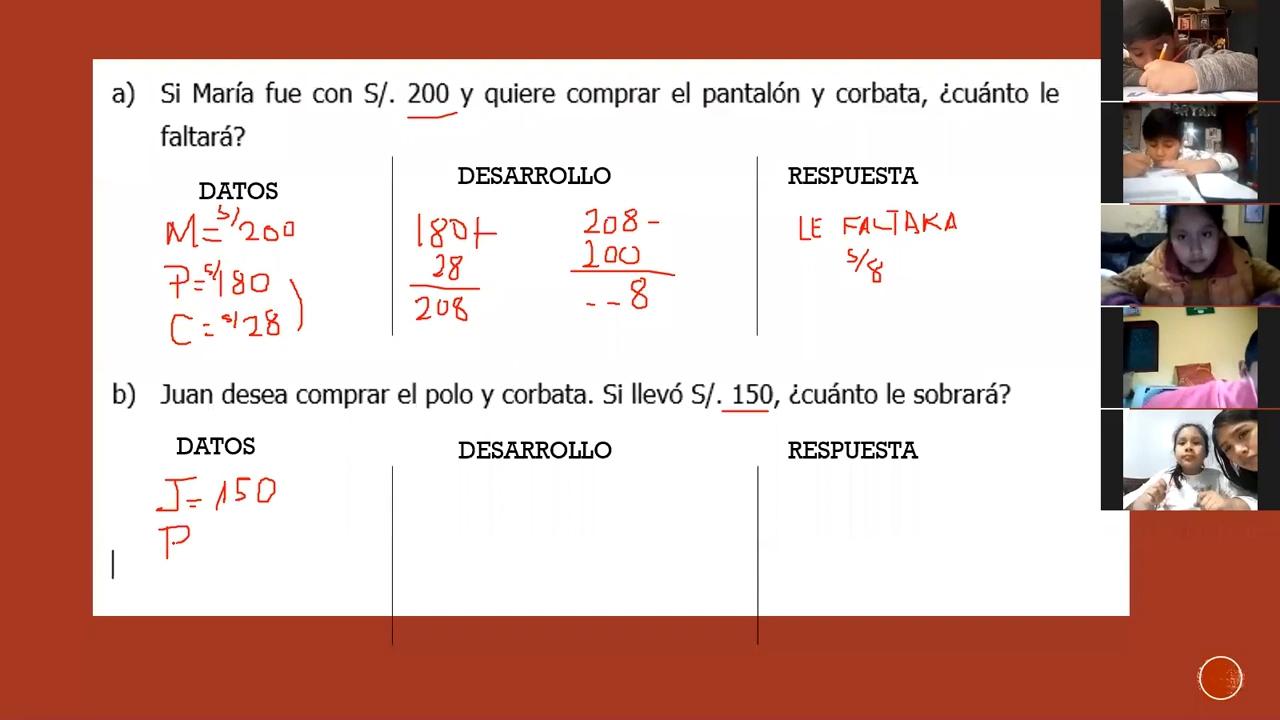 a) Si María fue con S/. 200 y quiere comprar el pantalón y corbata, ¿cuánto le
faltará?
DATOS
DESARROLLO
RESPUESTA
M= S/200
P= S/180
C= S/28
180+
28
208
208-
200
--8
LE FALTARA
S/8
b) Juan desea comprar el polo y corbata. Si llevó S/. 150, ¿cuánto le sobrará?
DATOS
DESARROLLO
RESPUESTA
J= 150
P